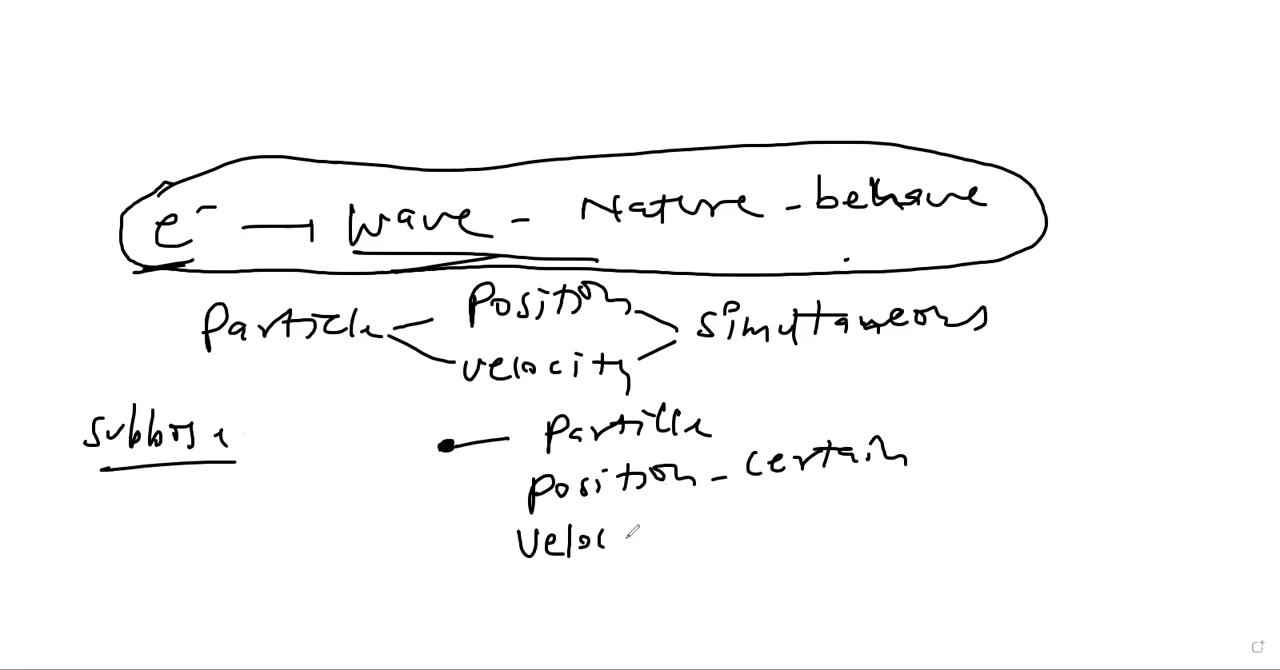 e⁻ → wave - Nature - behave
Particle Position simultaneous
velocity
Suppose
Particle
Position - certain
Veloc